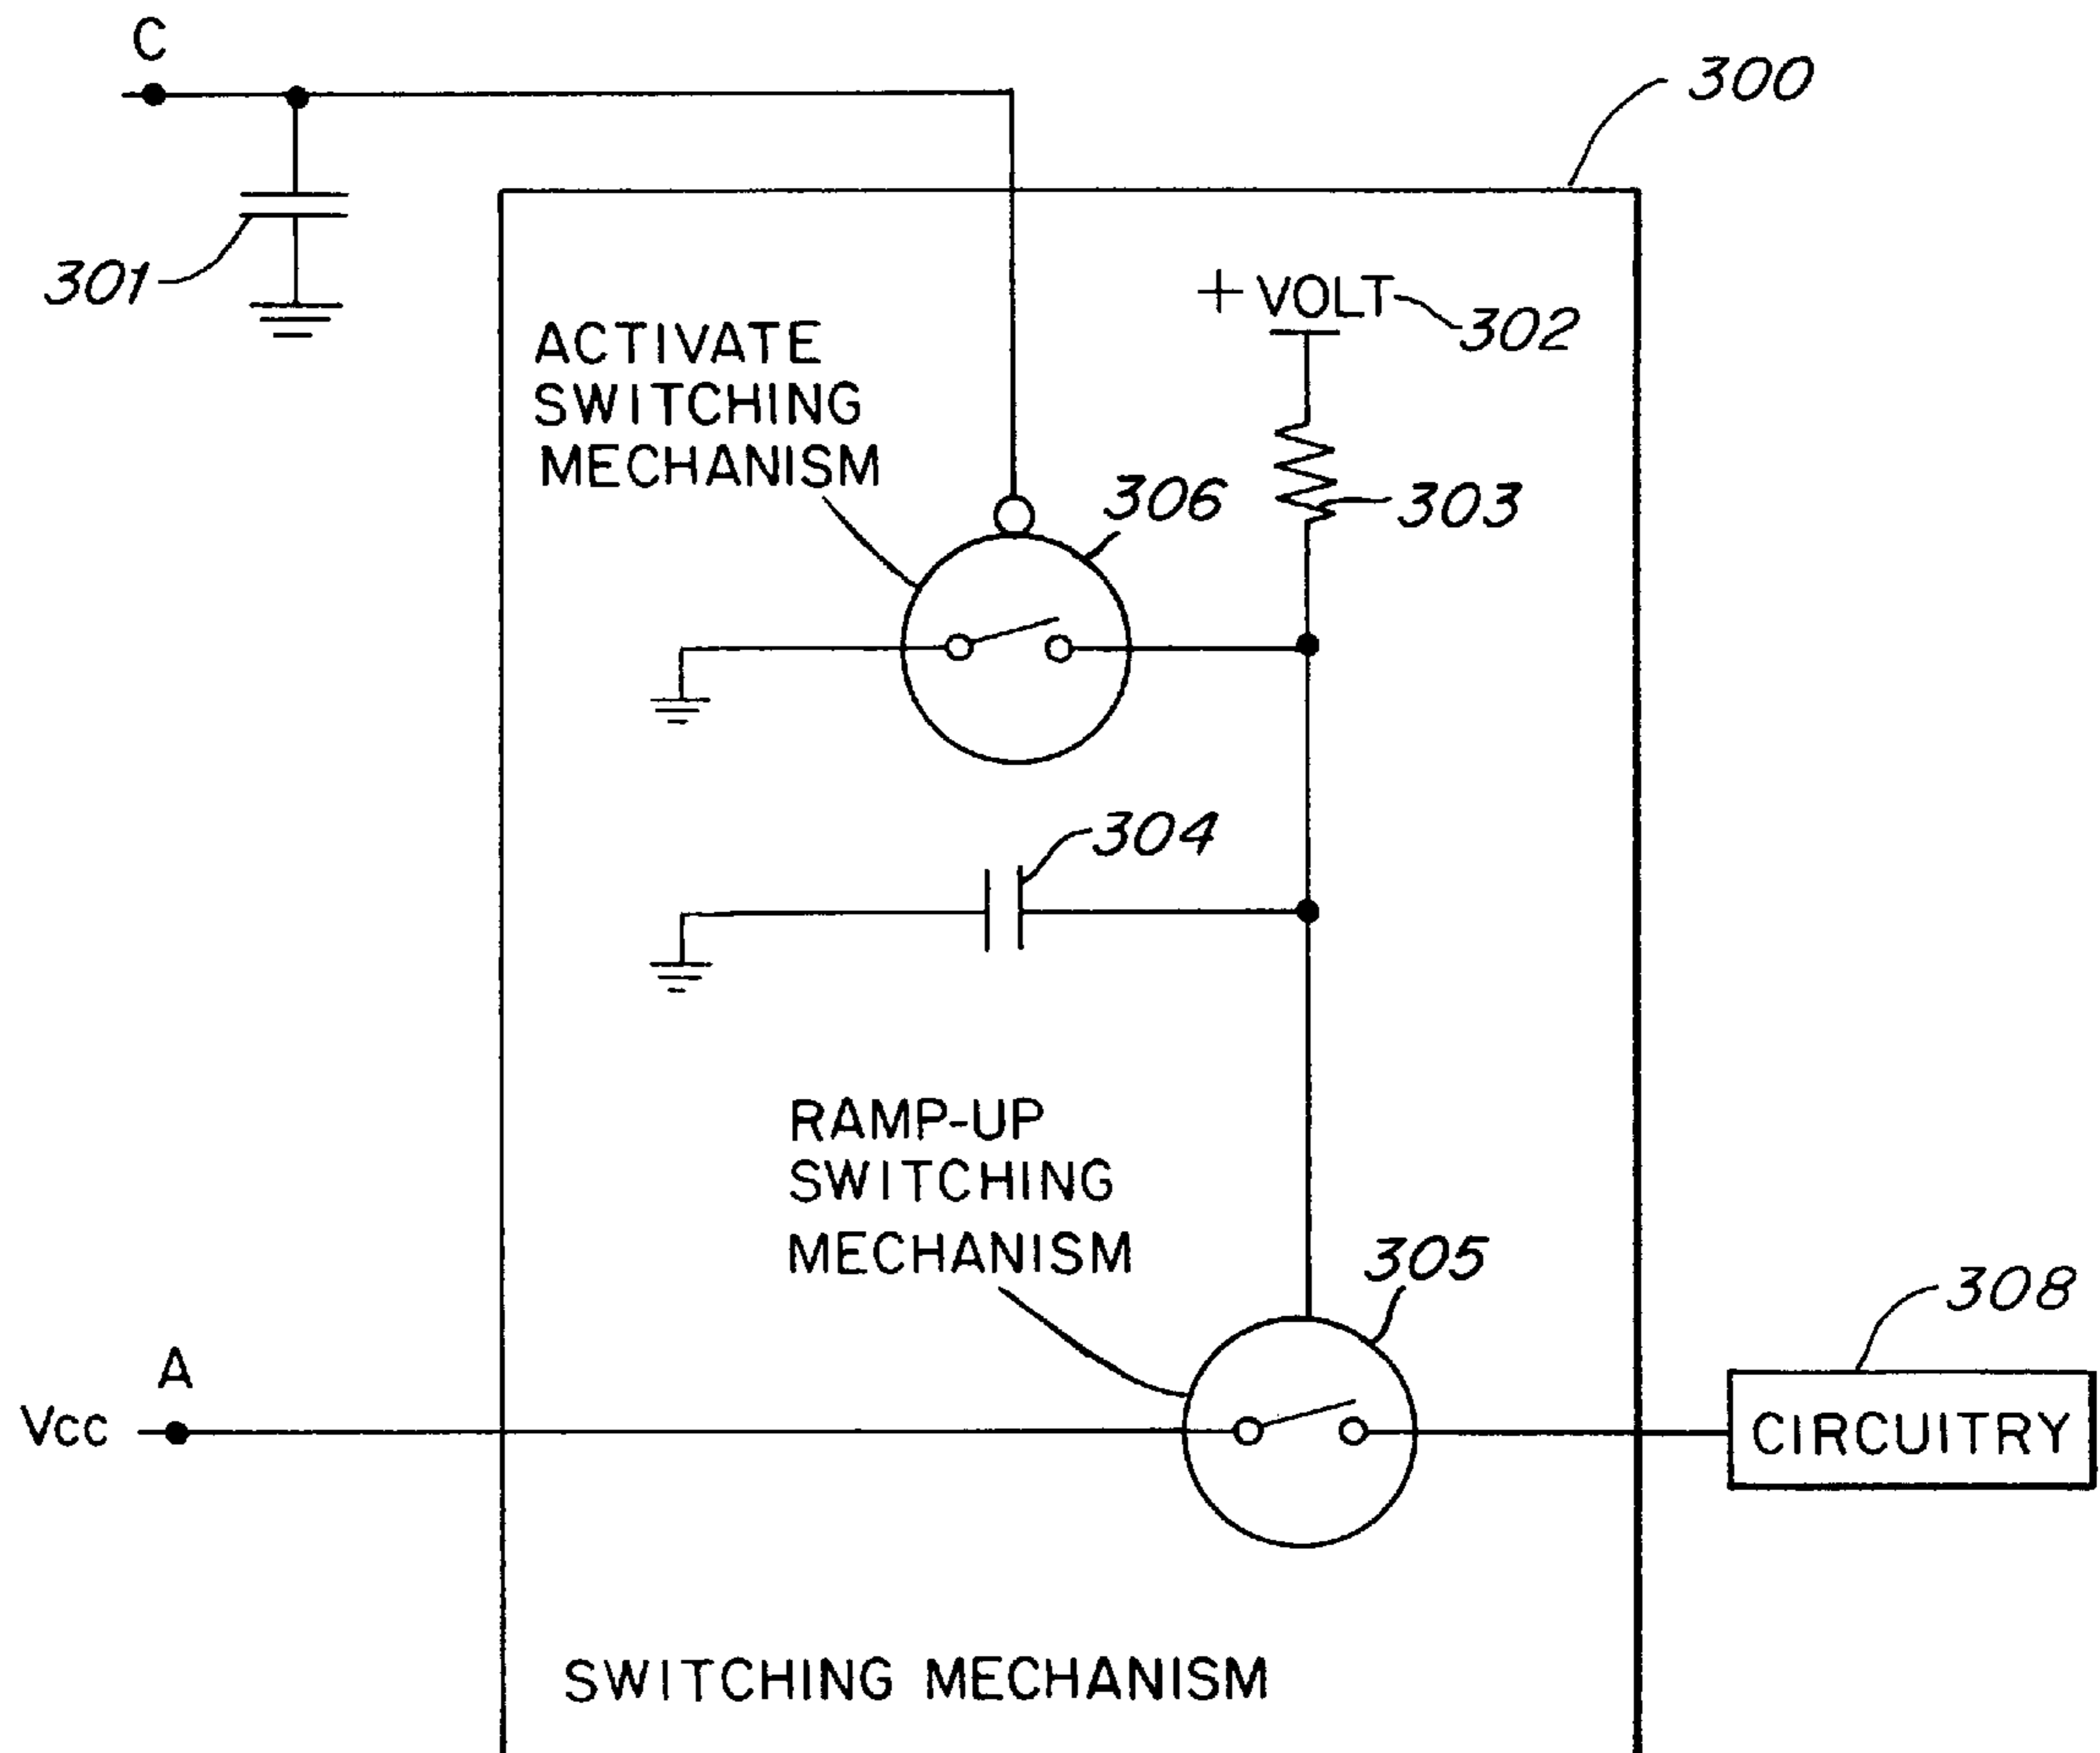 C
300
301
+ VOLT 302
ACTIVATE
SWITCHING
MECHANISM
306
303
304
RAMP-UP
SWITCHING
MECHANISM
305
308
A
Vcc
CIRCUITRY
SWITCHING MECHANISM